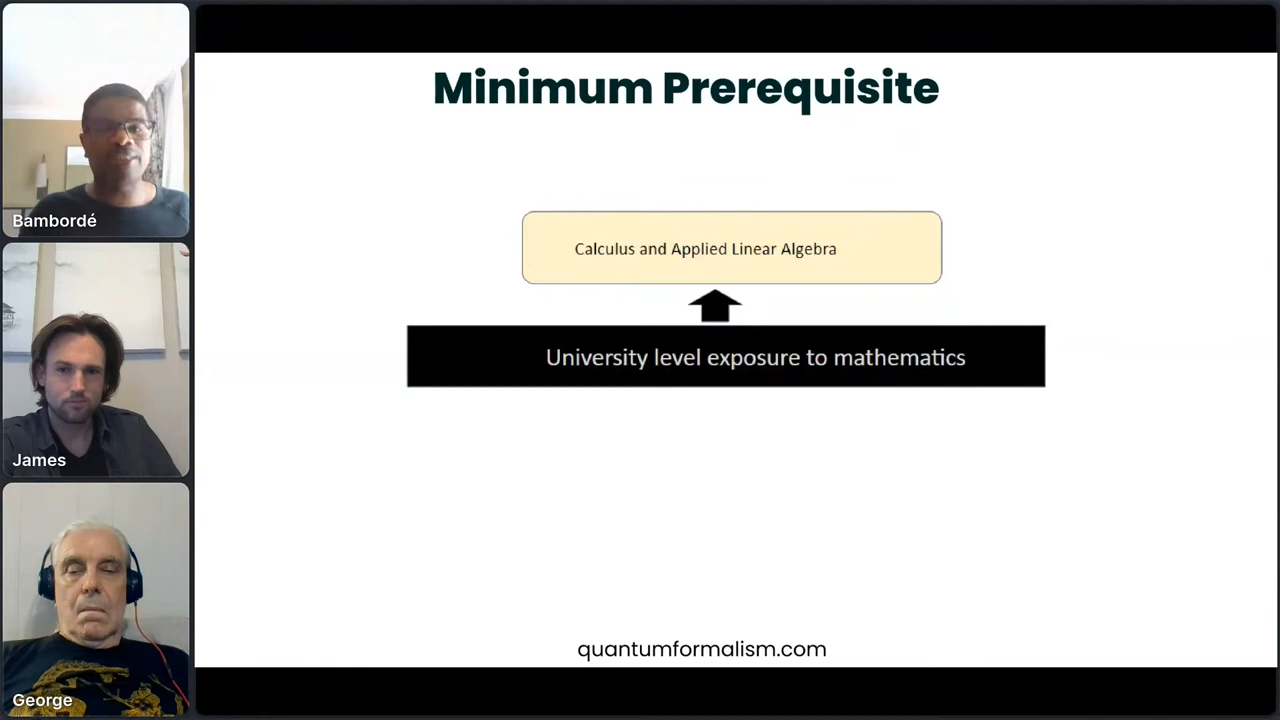 Minimum Prerequisite
Calculus and Applied Linear Algebra
University level exposure to mathematics
quantumformalism.com
Bambordé
James
George